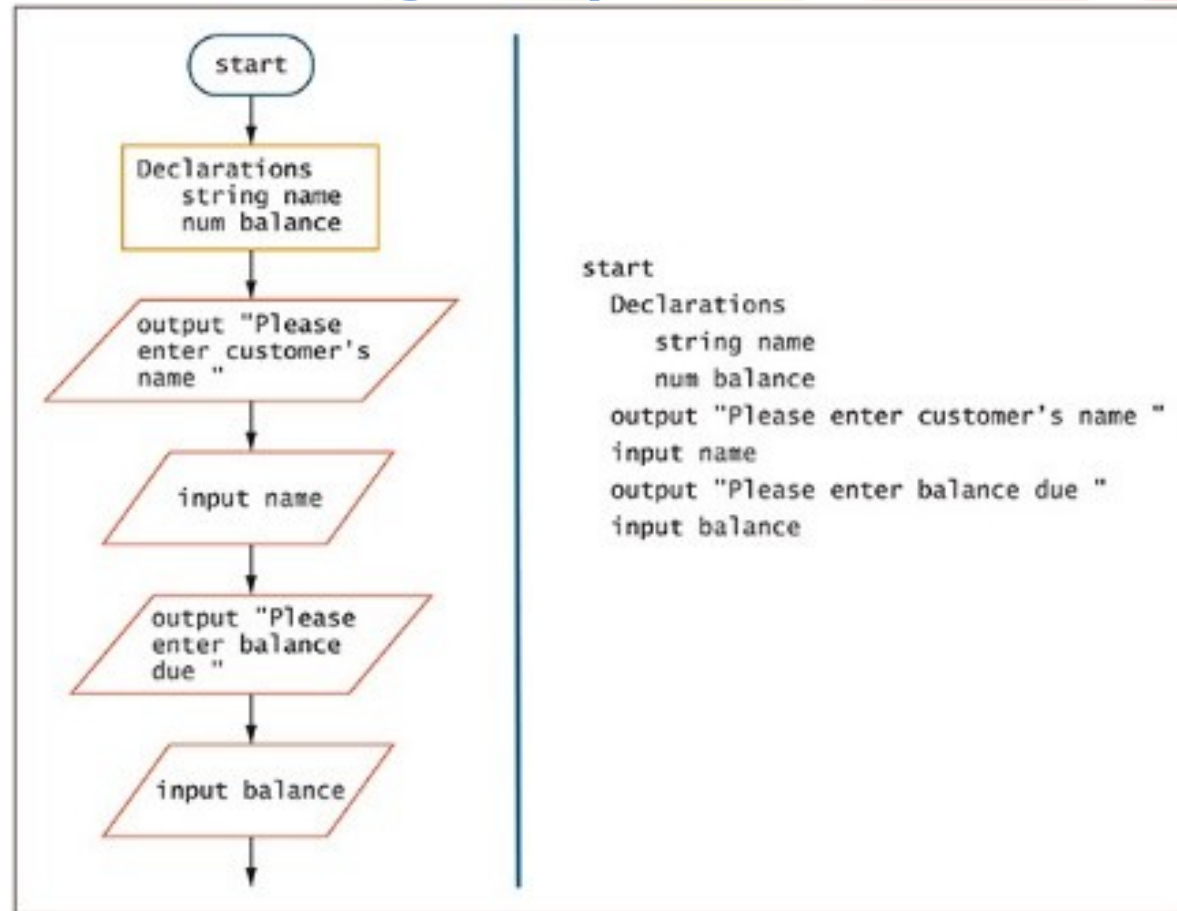 start
Declarations
string name
num balance
output "Please
enter customer's
name "
input name
output "Please
enter balance
due "
input balance
start
Declarations
string name
num balance
output "Please enter customer's name "
input name
output "Please enter balance due "
input balance